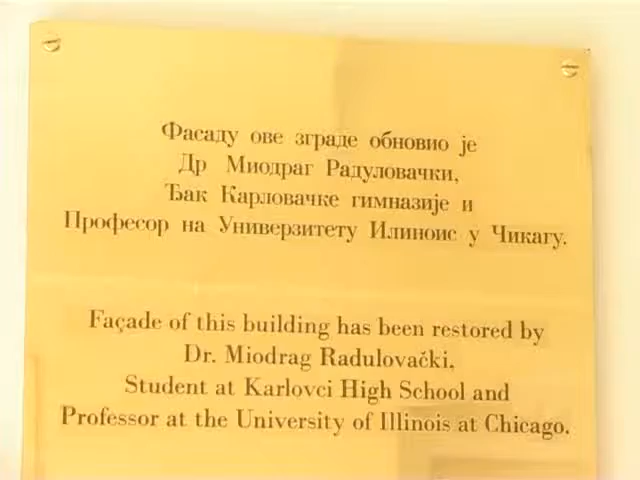 Фасаду ове зграде обновио је
Др Миодраг Радуловачки,
Ђак Карловачке гимназије и
Професор на Универзитету Илиноис у Чикагу.
Façade of this building has been restored by
Dr. Miodrag Radulovački,
Student at Karlovci High School and
Professor at the University of Illinois at Chicago.